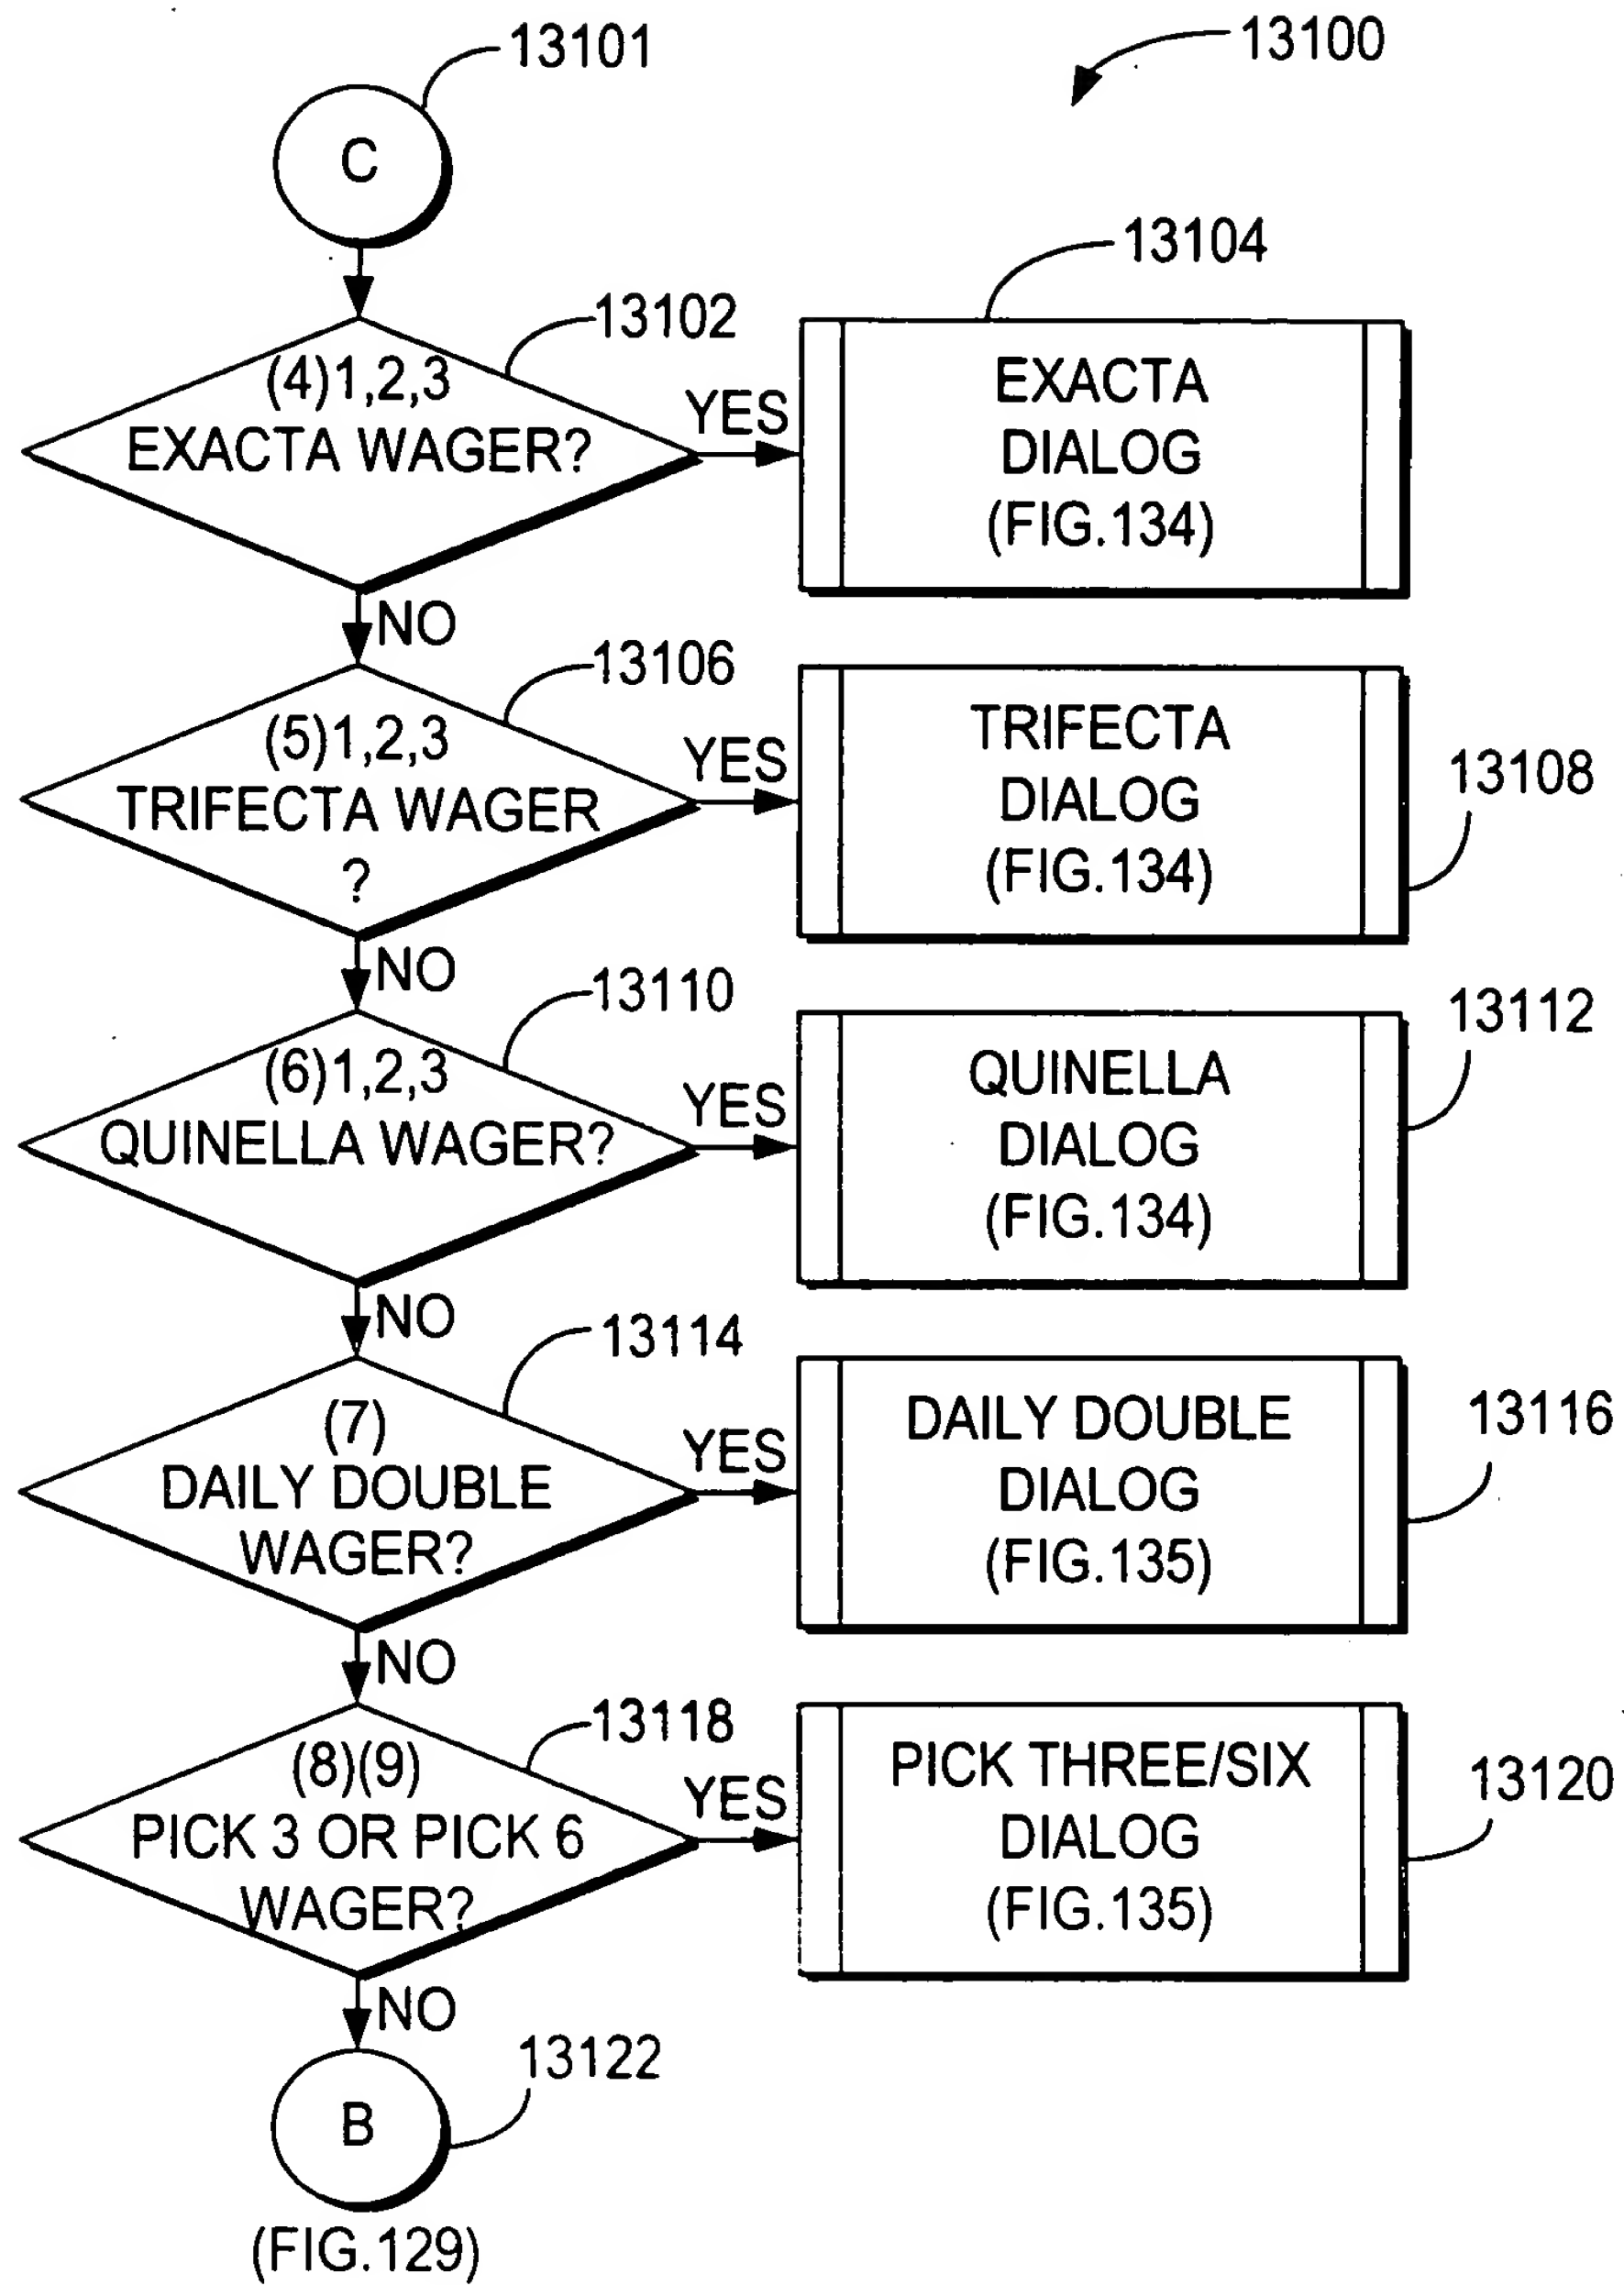 13101
13100
C
13104
13102
(4)1,2,3
EXACTA WAGER?
YES
EXACTA
DIALOG
(FIG.134)
NO
13106
(5)1,2,3
TRIFECTA WAGER
?
YES
TRIFECTA
DIALOG
(FIG.134)
13108
NO
13110
(6)1,2,3
QUINELLA WAGER?
YES
QUINELLA
DIALOG
(FIG.134)
13112
NO
13114
(7)
DAILY DOUBLE
WAGER?
YES
DAILY DOUBLE
DIALOG
(FIG.135)
13116
NO
13118
(8)(9)
PICK 3 OR PICK 6
WAGER?
YES
PICK THREE/SIX
DIALOG
(FIG.135)
13120
NO
13122
B
(FIG.129)